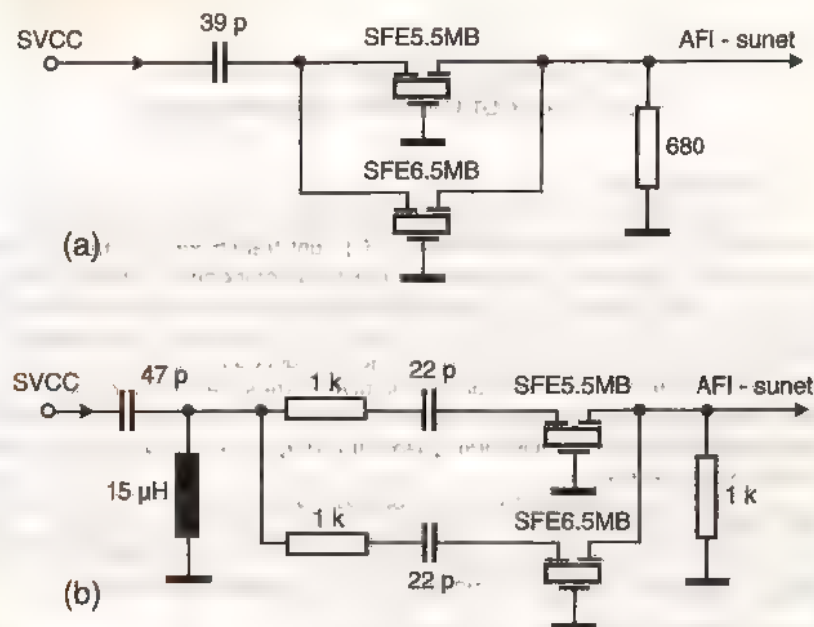 39 p
SVCC
SFE5.5MB
AFI - sunet
680
SFE6.5MB
(a)
47 p
22 p
SVCC
1 k
SFE5.5MB
AFI - sunet
15 µH
1 k
1 k
SFE6.5MB
22 p
(b)